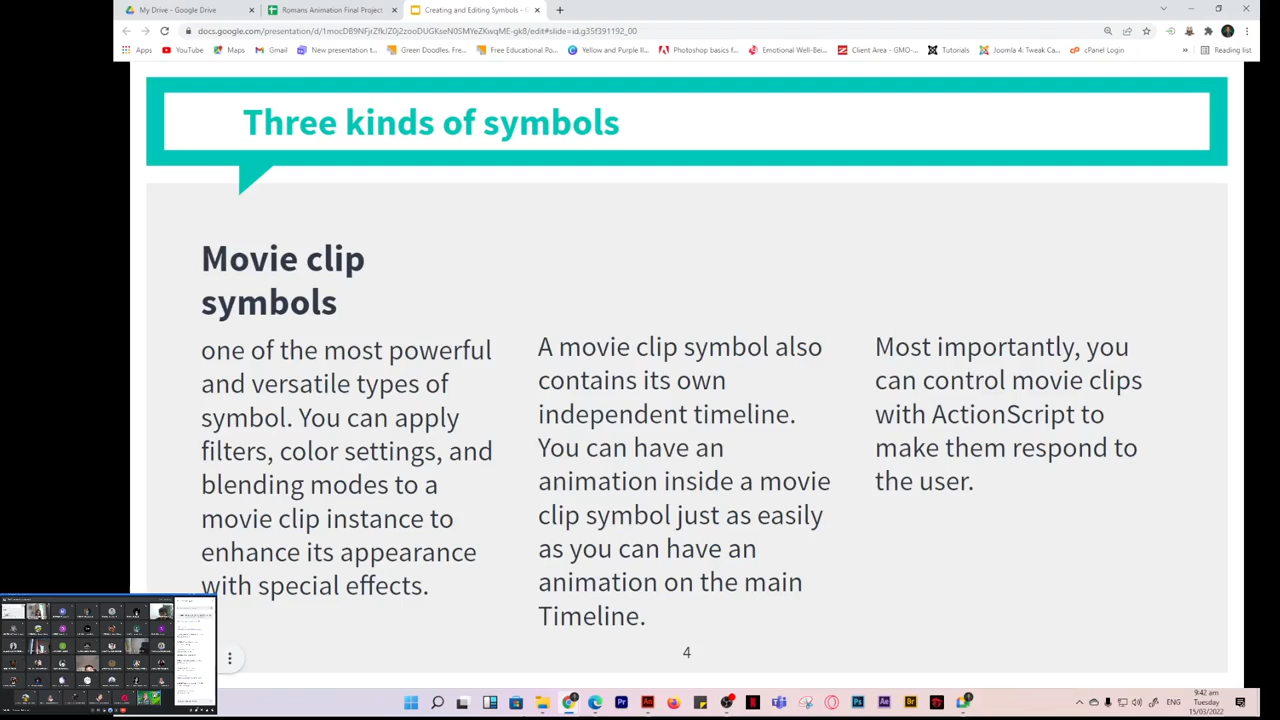 My Drive - Google Drive
Romans Animation Final Project
Creating and Editing Symbols - G
docs.google.com/presentation/d/1mocDB9NFjrZfkJZ0j2zooDUGKseN0SMYeZKwqME-gk8/edit#slide=id.g35f391192_00
Apps
YouTube
Maps
Gmail
New presentation t...
Green Doodles. Fre...
Free Educational Po...
Yellow and Purple Il...
Photoshop basics f...
Emotional Well-Be...
Client Area - GMO-...
Tutorials
Joomla 4: Tweak Ca...
cPanel Login
»
Reading list
Three kinds of symbols
Movie clip
symbols
one of the most powerful
and versatile types of
symbol. You can apply
filters, color settings, and
blending modes to a
movie clip instance to
enhance its appearance
with special effects.
A movie clip symbol also
contains its own
independent timeline.
You can have an
animation inside a movie
clip symbol just as easily
as you can have an
animation on the main
Timeline.
Most importantly, you
can control movie clips
with ActionScript to
make them respond to
the user.
4
ENG
9:42 am
Tuesday
15/03/2022